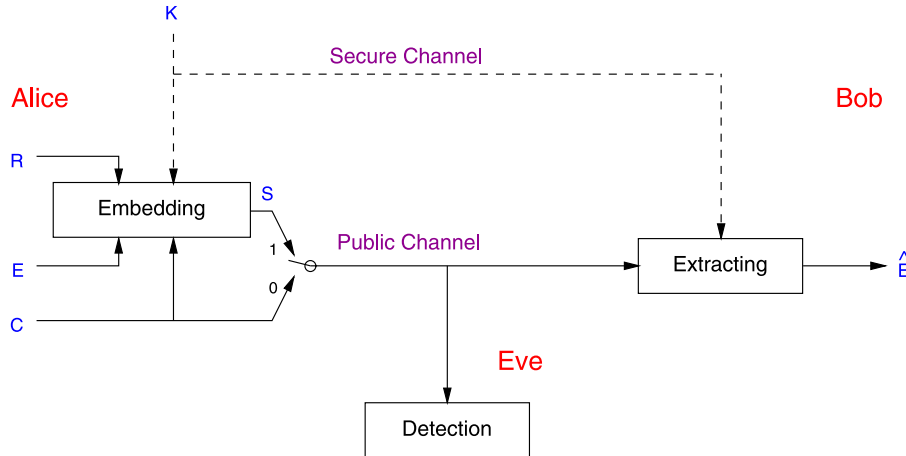 K
Secure Channel
Alice
Bob
R
Embedding
S
1
Public Channel
Extracting
E
Ê
0
C
Eve
Detection